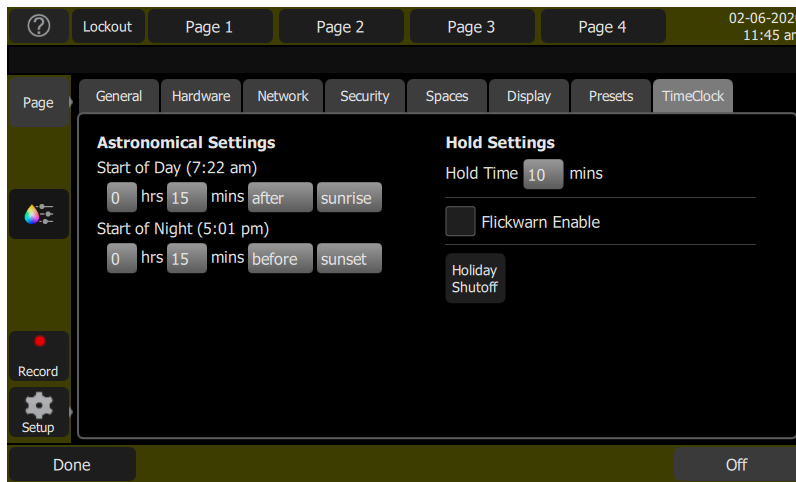 Lockout Page 1 Page 2 Page 3 Page 4 02-06-202
11:45 a
Page General Hardware Network Security Spaces Display Presets TimeClock
Astronomical Settings
Start of Day (7:22 am)
0 hrs 15 mins after sunrise
Start of Night (5:01 pm)
0 hrs 15 mins before sunset
Hold Settings
Hold Time 10 mins
Flickwarn Enable
Holiday
Shutoff
Record
Setup
Done Off